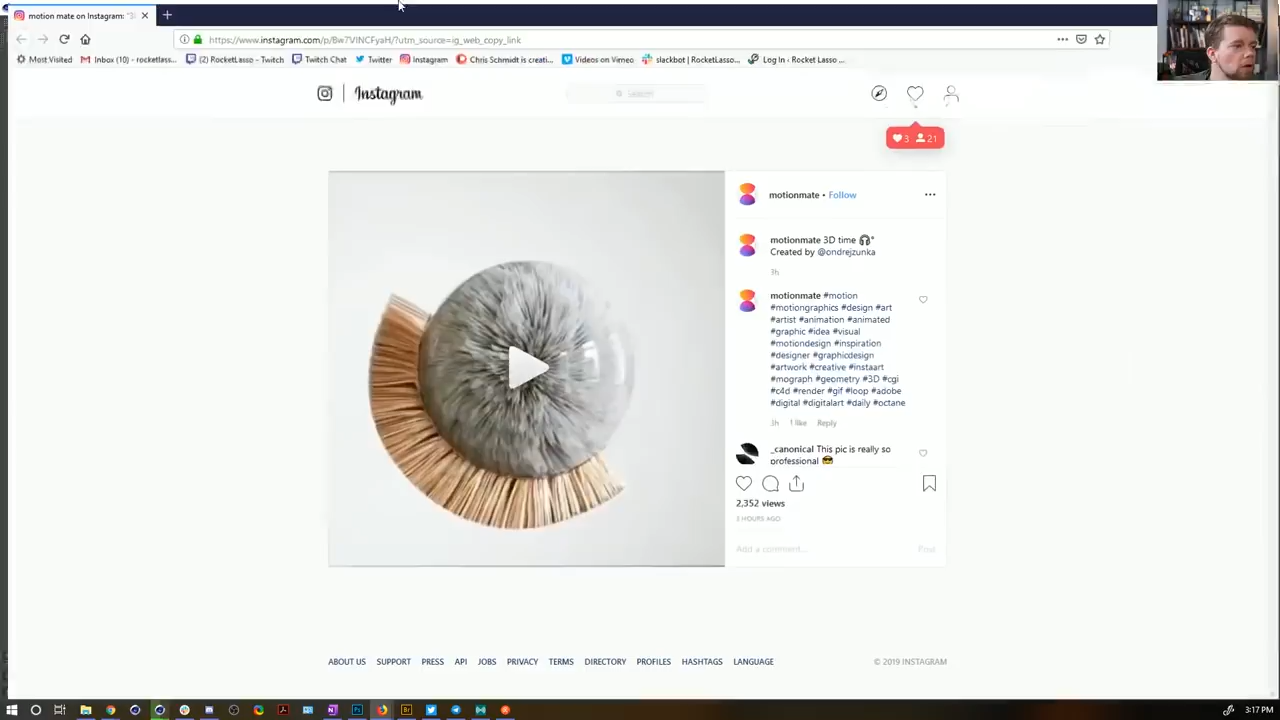 motion mate on Instagram: "3
https://www.instagram.com/p/Bw7VINCFyaH/?utm_source=ig_web_copy_link
Most Visited
Inbox (10) - rocketlass...
(2) RocketLasso - Twitch
Twitch Chat
Twitter
Instagram
Chris Schmidt is creati...
Videos on Vimeo
slackbot | RocketLasso...
Log In ‹ Rocket Lasso ...
Instagram
Search
3 21
motionmate • Follow
motionmate 3D time 🎧*
Created by @ondrejzunka
3h
motionmate #motion
#motiongraphics #design #art
#artist #animation #animated
#graphic #idea #visual
#motiondesign #inspiration
#designer #graphicdesign
#artwork #creative #instaart
#mograph #geometry #3D #cgi
#c4d #render #gif #loop #adobe
#digital #digitalart #daily #octane
3h 1 like Reply
_canonical This pic is really so
professional 😎
2,352 views
3 HOURS AGO
Add a comment...
Post
ABOUT US SUPPORT PRESS API JOBS PRIVACY TERMS DIRECTORY PROFILES HASHTAGS LANGUAGE
© 2019 INSTAGRAM
3:17 PM